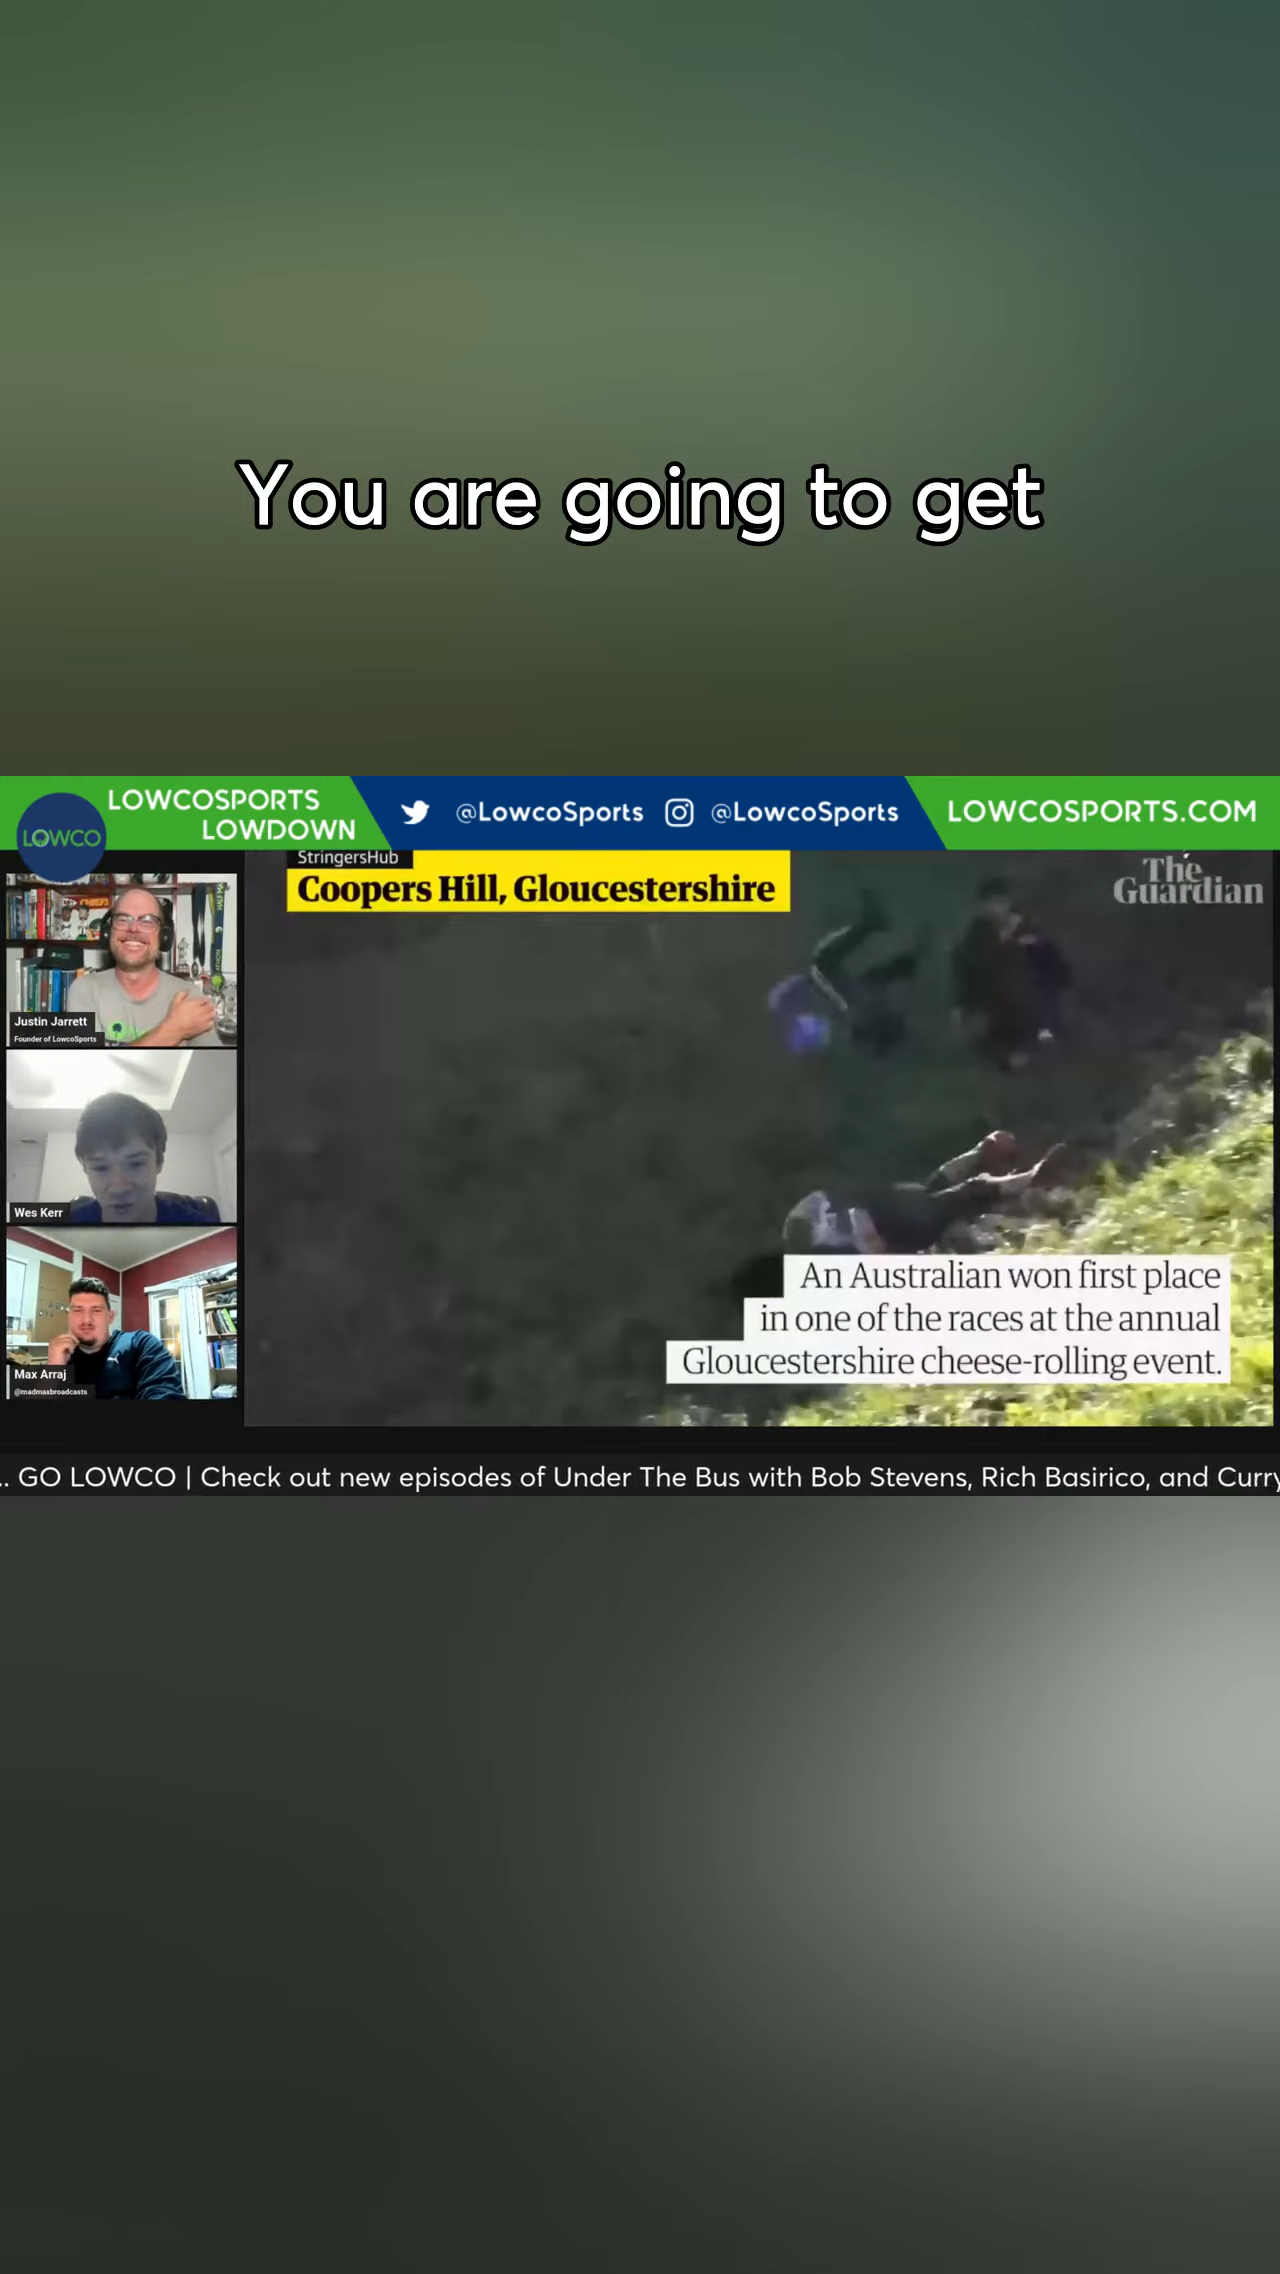 You are going to get
LOWCOSPORTS
LOWDOWN
LOWCO
@LowcoSports
@LowcoSports
LOWCOSPORTS.COM
StringersHub
Coopers Hill, Gloucestershire
The
Guardian
CHIEFS
Justin Jarrett
Founder of LowcoSports
Wes Kerr
Max Arraj
@madmaxbroadcasts
An Australian won first place
in one of the races at the annual
Gloucestershire cheese-rolling event.
.. GO LOWCO | Check out new episodes of Under The Bus with Bob Stevens, Rich Basirico, and Curry